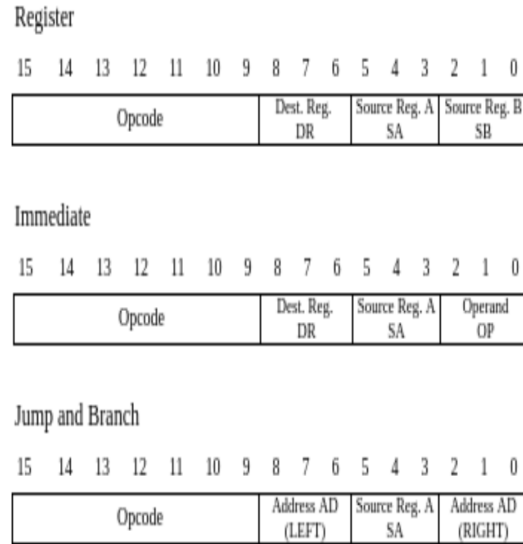 Register
15 14 13 12 11 10 9 8 7 6 5 4 3 2 1 0
Opcode Dest. Reg. DR Source Reg. A SA Source Reg. B SB
Immediate
15 14 13 12 11 10 9 8 7 6 5 4 3 2 1 0
Opcode Dest. Reg. DR Source Reg. A SA Operand OP
Jump and Branch
15 14 13 12 11 10 9 8 7 6 5 4 3 2 1 0
Opcode Address AD (LEFT) Source Reg. A SA Address AD (RIGHT)